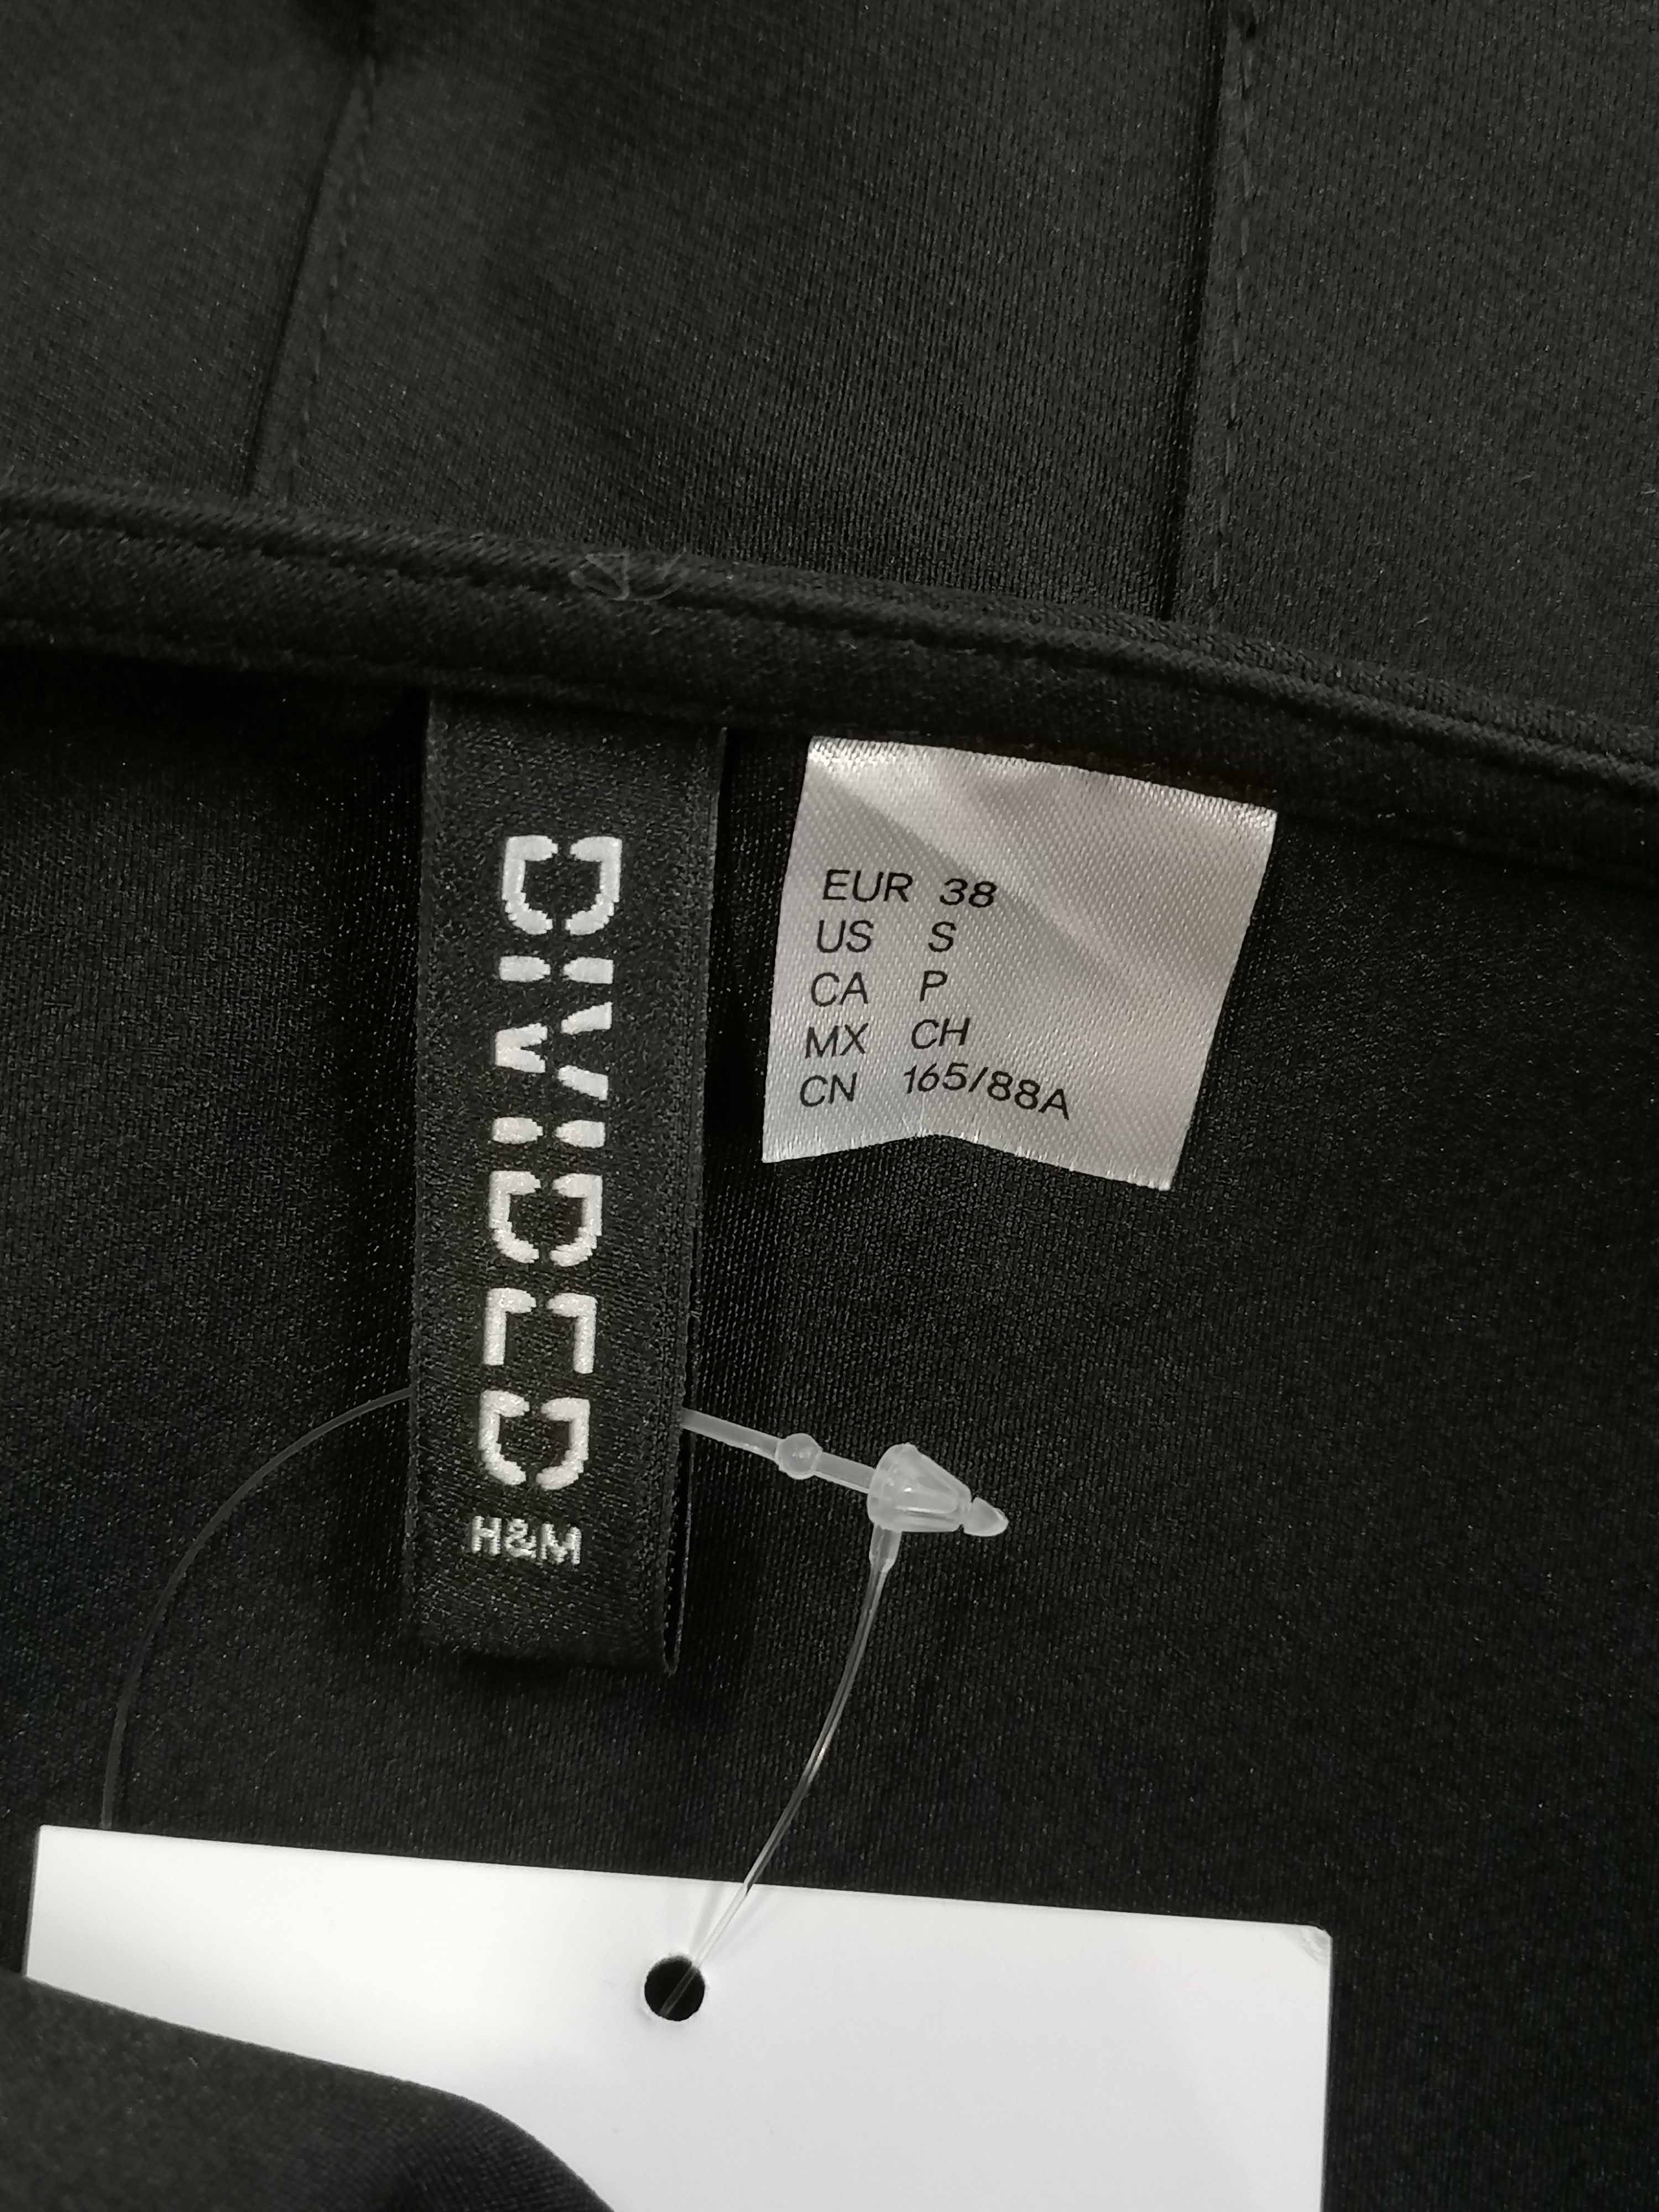 DIVIDED
H&M
EUR 38
US S
CA P
MX CH
CN 165/88A